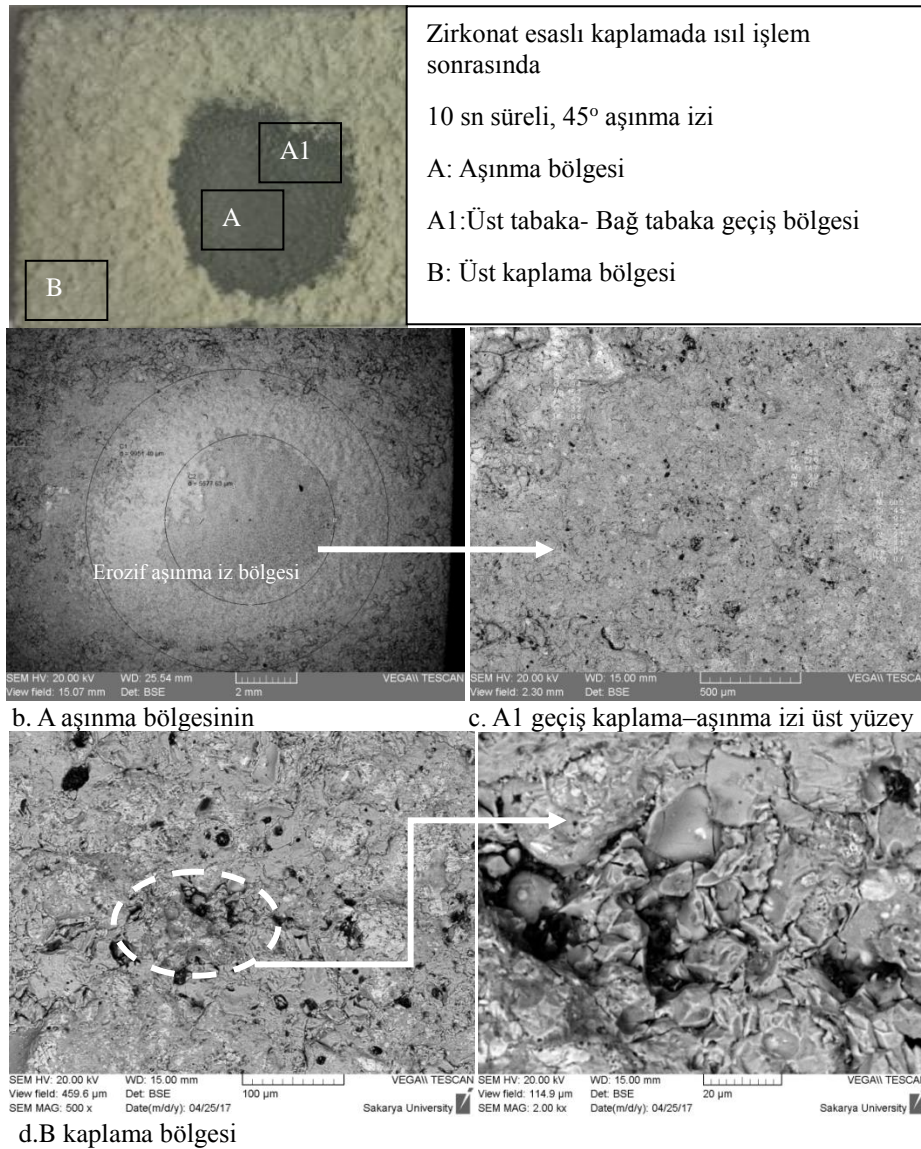 Zirkonat esaslı kaplamada ısıl işlem
sonrasında
10 sn süreli, 45° aşınma izi
A: Aşınma bölgesi
A1:Üst tabaka- Bağ tabaka geçiş bölgesi
B: Üst kaplama bölgesi
A1
A
B
Erozif aşınma iz bölgesi
SEM HV: 20.00 kV WD: 25.54 mm VEGA\\ TESCAN
View field: 15.07 mm Det: BSE 2 mm
SEM HV: 20.00 kV WD: 15.00 mm VEGA\\ TESCAN
View field: 2.30 mm Det: BSE 500 µm
b. A aşınma bölgesinin
c. A1 geçiş kaplama–aşınma izi üst yüzey
SEM HV: 20.00 kV WD: 15.00 mm VEGA\\ TESCAN
View field: 459.6 µm Det: BSE 100 µm
SEM MAG: 500 x Date(m/d/y): 04/25/17 Sakarya University
SEM HV: 20.00 kV WD: 15.00 mm VEGA\\ TESCAN
View field: 114.9 µm Det: BSE 20 µm
SEM MAG: 2.00 kx Date(m/d/y): 04/25/17 Sakarya University
d.B kaplama bölgesi